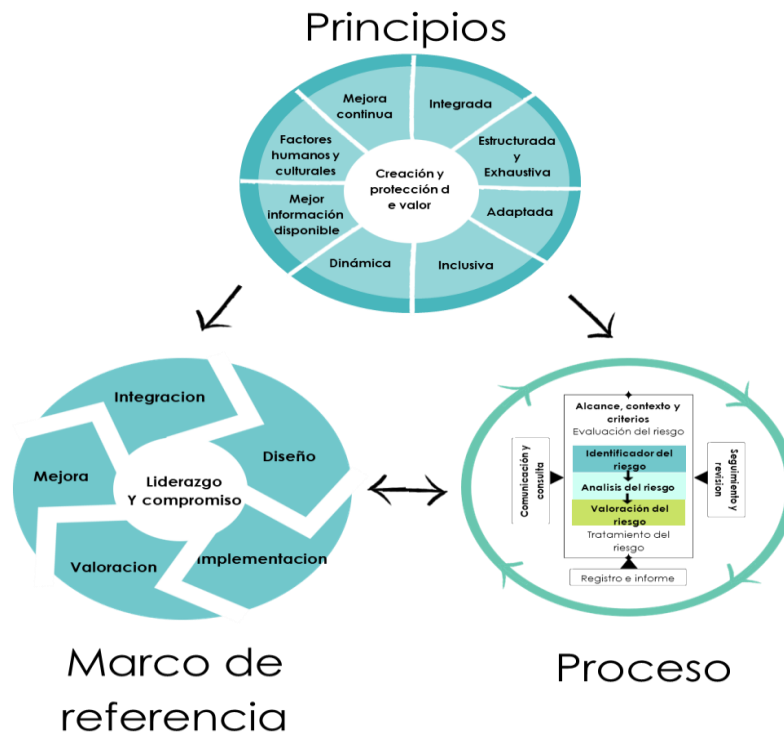 Principios
Mejora
continua
Integrada
Factores
humanos y
culturales
Estructurada
y
Exhaustiva
Creación y
protección d
e valor
Mejor
información
disponible
Adaptada
Dinámica
Inclusiva
Integracion
Diseño
Mejora
Liderazgo
Y compromiso
Valoracion
Implementacion
Marco de
referencia
Alcance, contexto y
criterios
Evaluación del riesgo
Identificador del
riesgo
Analisis del riesgo
Valoración del
riesgo
Tratamiento del
riesgo
Comunicación y
consulta
Seguimiento y
revision
Registro e informe
Proceso